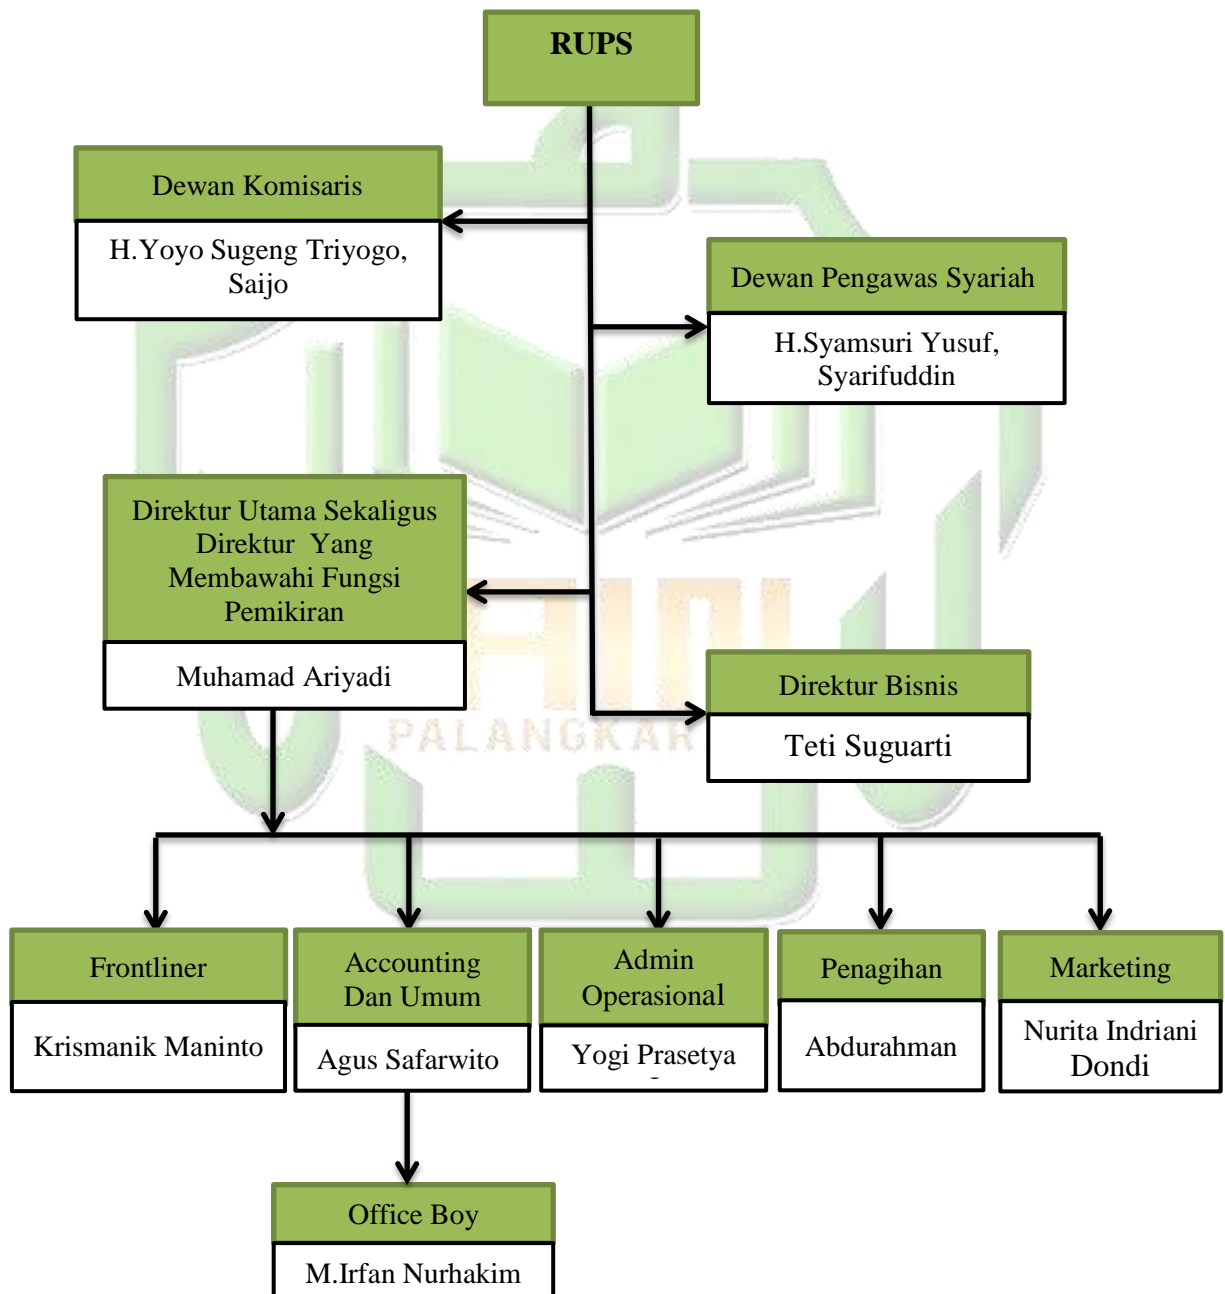 RUPS
Dewan Komisaris
H.Yoyo Sugeng Triyogo,
Saijo
Dewan Pengawas Syariah
H.Syamsuri Yusuf,
Syarifuddin
Direktur Utama Sekaligus
Direktur Yang
Membawahi Fungsi
Pemikiran
Muhamad Ariyadi
Direktur Bisnis
Teti Suguarti
PALANGKAR
Frontliner
Krismanik Maninto
Accounting
Dan Umum
Agus Safarwito
Admin
Operasional
Yogi Prasetya
Penagihan
Abdurahman
Marketing
Nurita Indriani
Dondi
Office Boy
M.Irfan Nurhakim